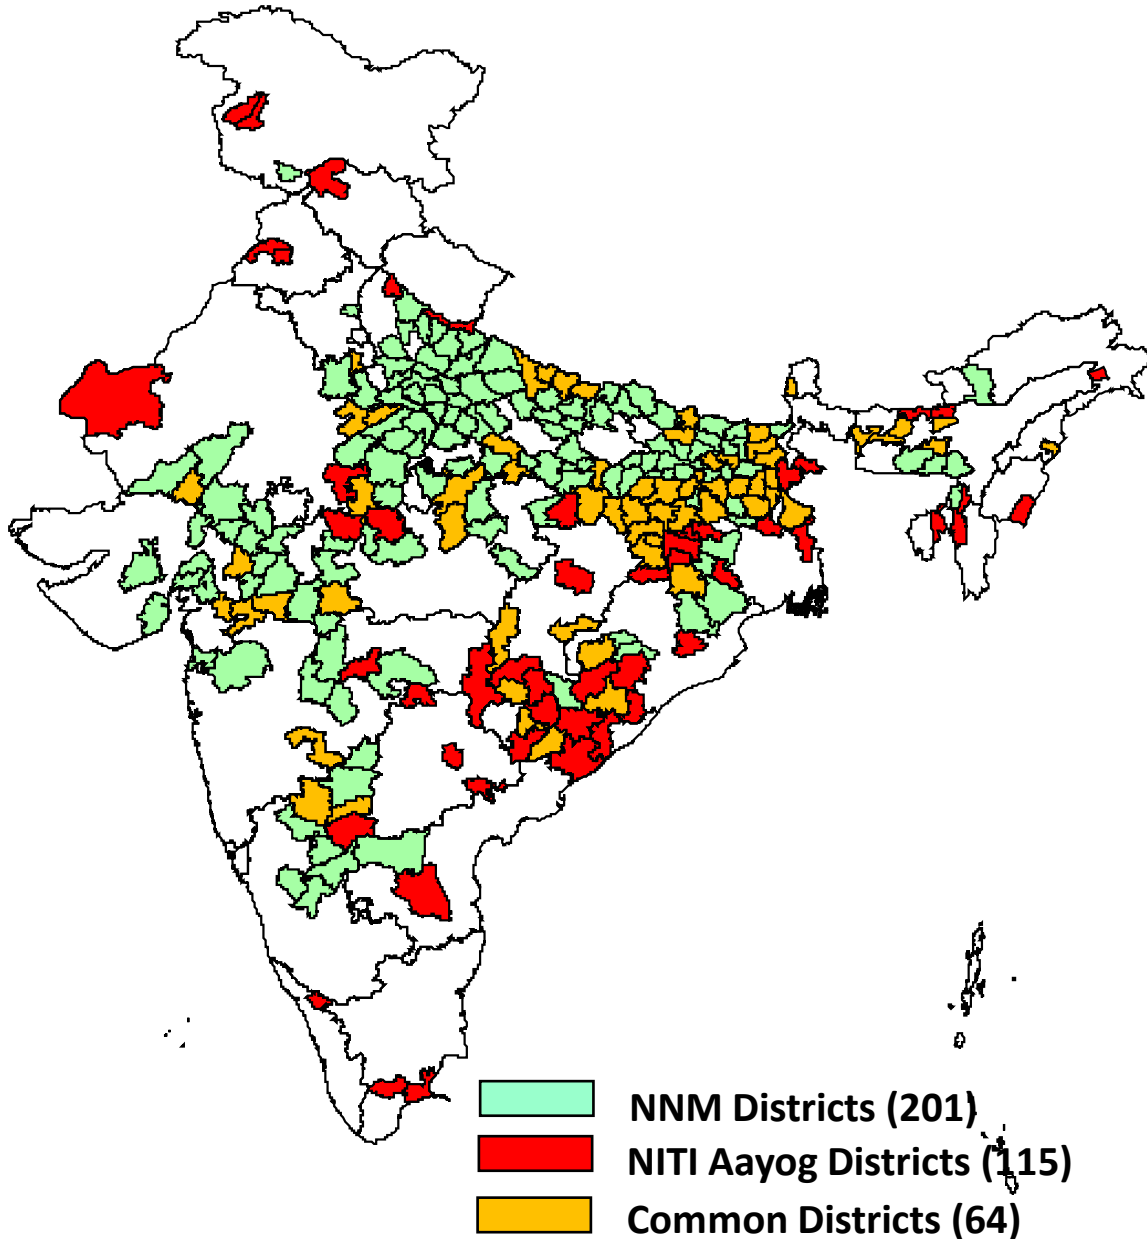 NNM Districts (201)
NITI Aayog Districts (115)
Common Districts (64)